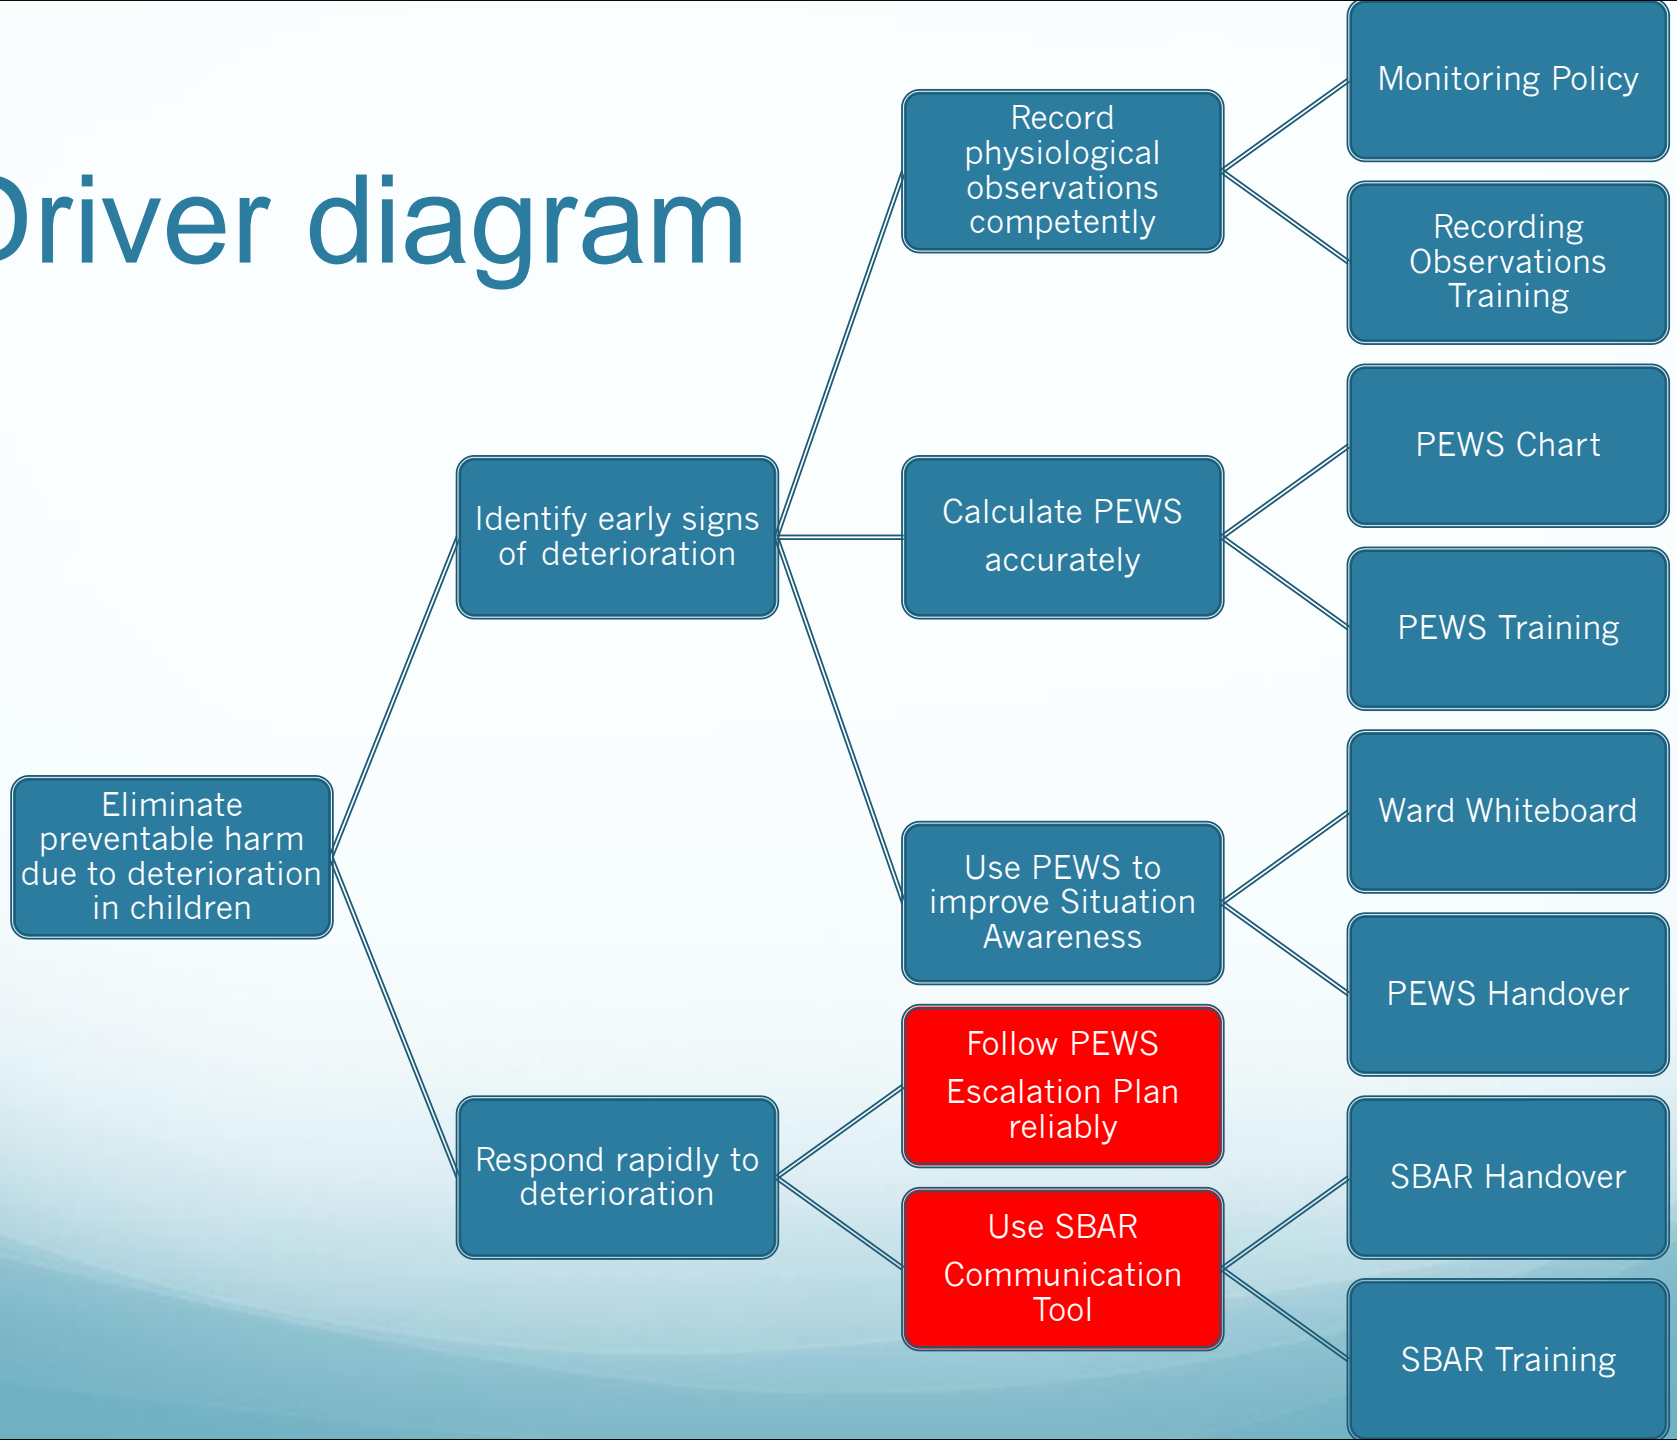 Driver diagram
Eliminate
preventable harm
due to deterioration
in children
Identify early signs
of deterioration
Respond rapidly to
deterioration
Record
physiological
observations
competently
Calculate PEWS
accurately
Use PEWS to
improve Situation
Awareness
Follow PEWS
Escalation Plan
reliably
Use SBAR
Communication
Tool
Monitoring Policy
Recording
Observations
Training
PEWS Chart
PEWS Training
Ward Whiteboard
PEWS Handover
SBAR Handover
SBAR Training